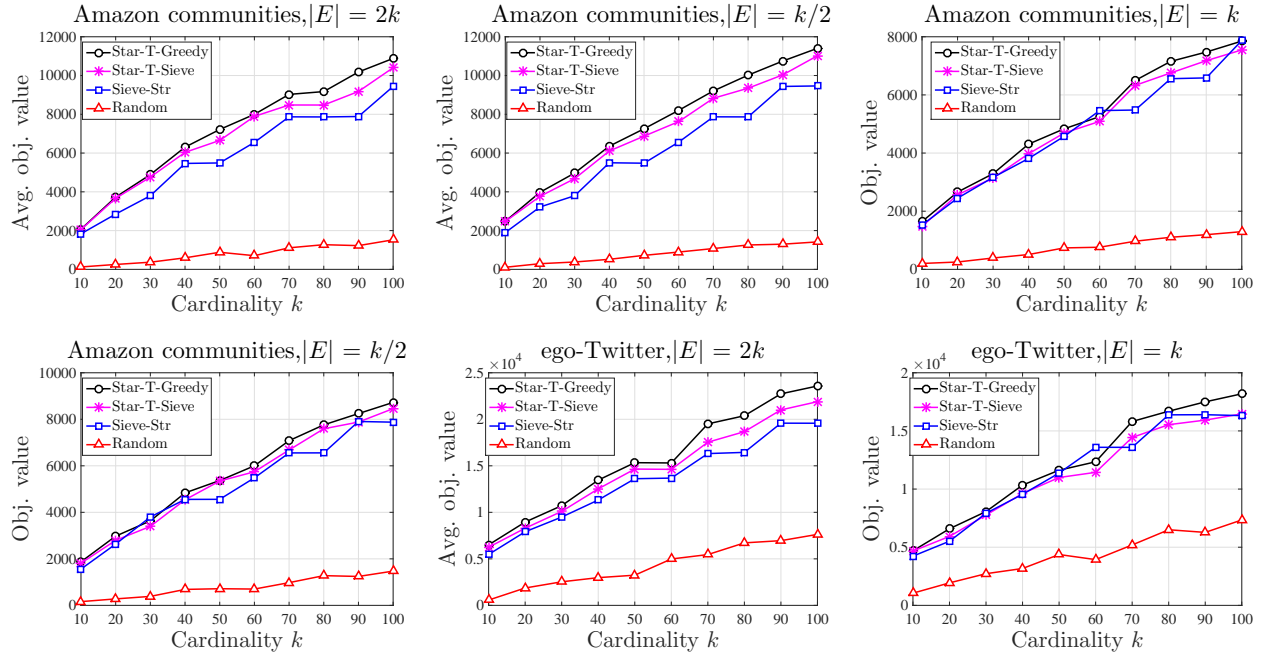 Amazon communities,|E| = 2k
12000
10000
8000
6000
4000
2000
0
Avg. obj. value
Star-T-Greedy
Star-T-Sieve
Sieve-Str
Random
10 20 30 40 50 60 70 80 90 100
Cardinality k
Amazon communities,|E| = k/2
12000
10000
8000
6000
4000
2000
0
Avg. obj. value
Star-T-Greedy
Star-T-Sieve
Sieve-Str
Random
10 20 30 40 50 60 70 80 90 100
Cardinality k
Amazon communities,|E| = k
8000
6000
4000
2000
0
Obj. value
Star-T-Greedy
Star-T-Sieve
Sieve-Str
Random
10 20 30 40 50 60 70 80 90 100
Cardinality k
Amazon communities,|E| = k/2
10000
8000
6000
4000
2000
0
Obj. value
Star-T-Greedy
Star-T-Sieve
Sieve-Str
Random
10 20 30 40 50 60 70 80 90 100
Cardinality k
ego-Twitter,|E| = 2k
×10⁴
2.5
2
1.5
1
0.5
0
Avg. obj. value
Star-T-Greedy
Star-T-Sieve
Sieve-Str
Random
10 20 30 40 50 60 70 80 90 100
Cardinality k
ego-Twitter,|E| = k
×10⁴
2
1.5
1
0.5
0
Obj. value
Star-T-Greedy
Star-T-Sieve
Sieve-Str
Random
10 20 30 40 50 60 70 80 90 100
Cardinality k